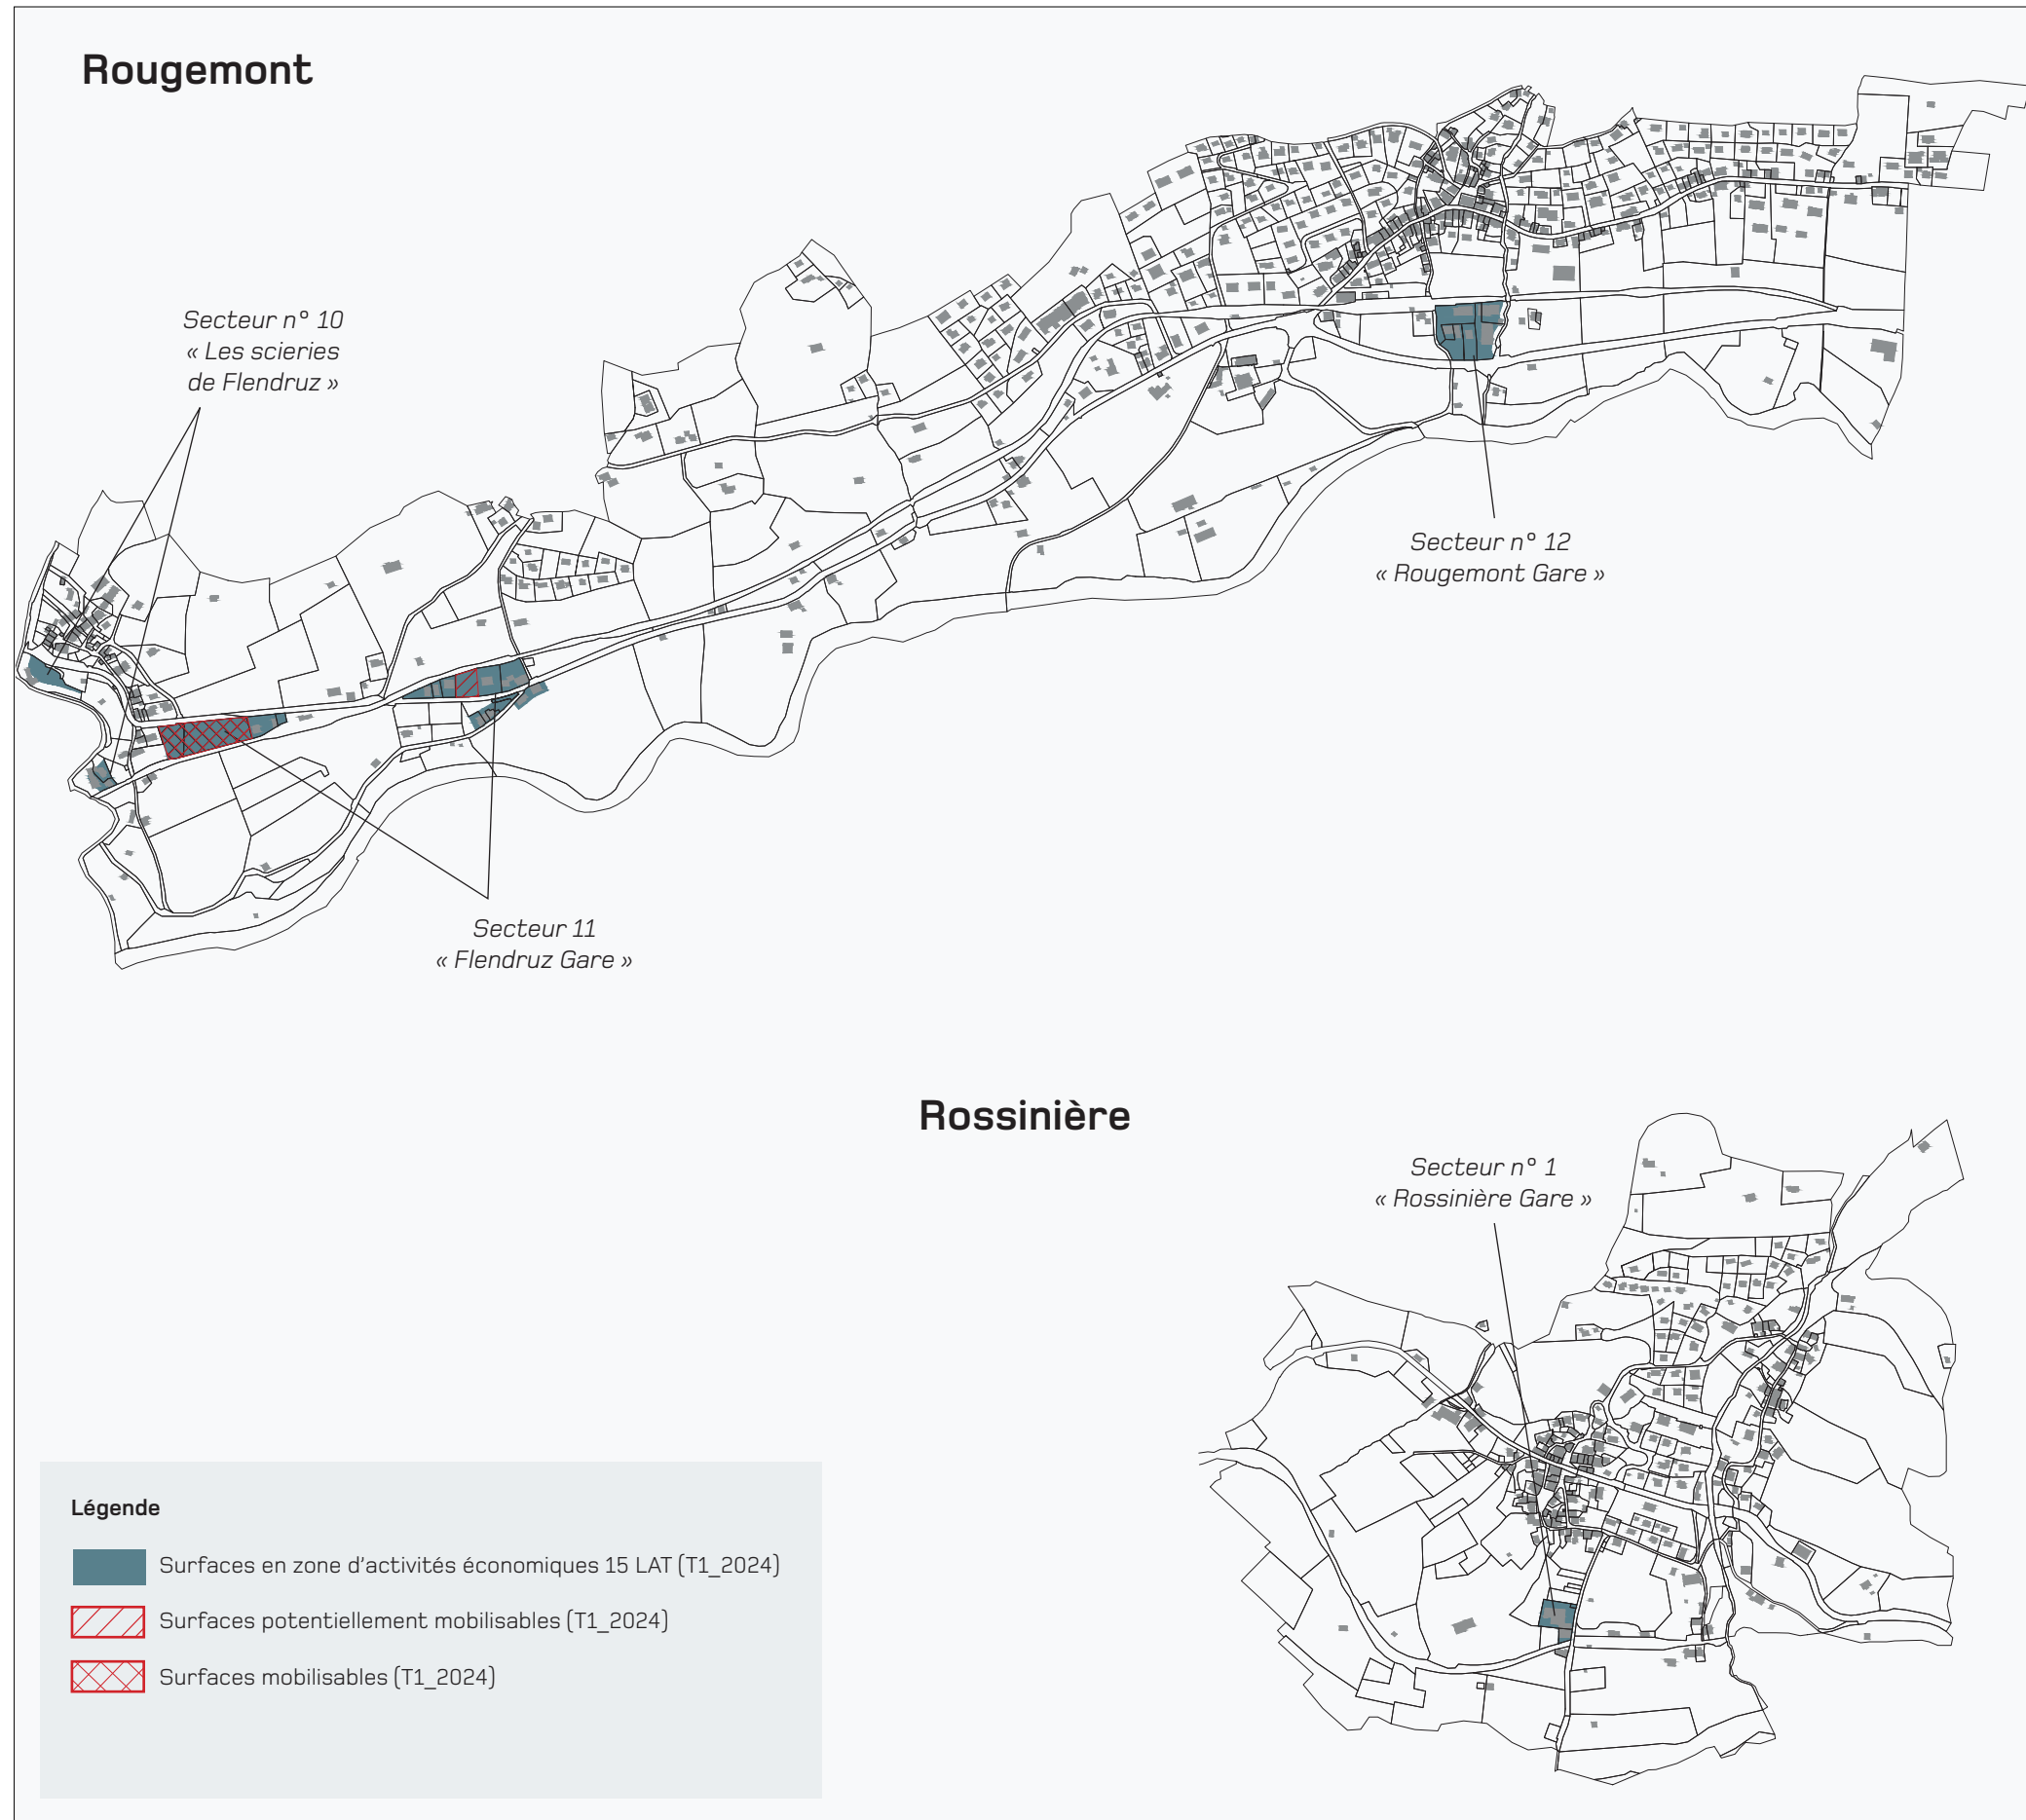 Rougemont
Secteur n° 10
« Les scieries
de Flendruz »
Secteur n° 12
« Rougemont Gare »
Secteur 11
« Flendruz Gare »
Rossinière
Secteur n° 1
« Rossinière Gare »
Légende
Surfaces en zone d'activités économiques 15 LAT (T1_2024)
Surfaces potentiellement mobilisables (T1_2024)
Surfaces mobilisables (T1_2024)